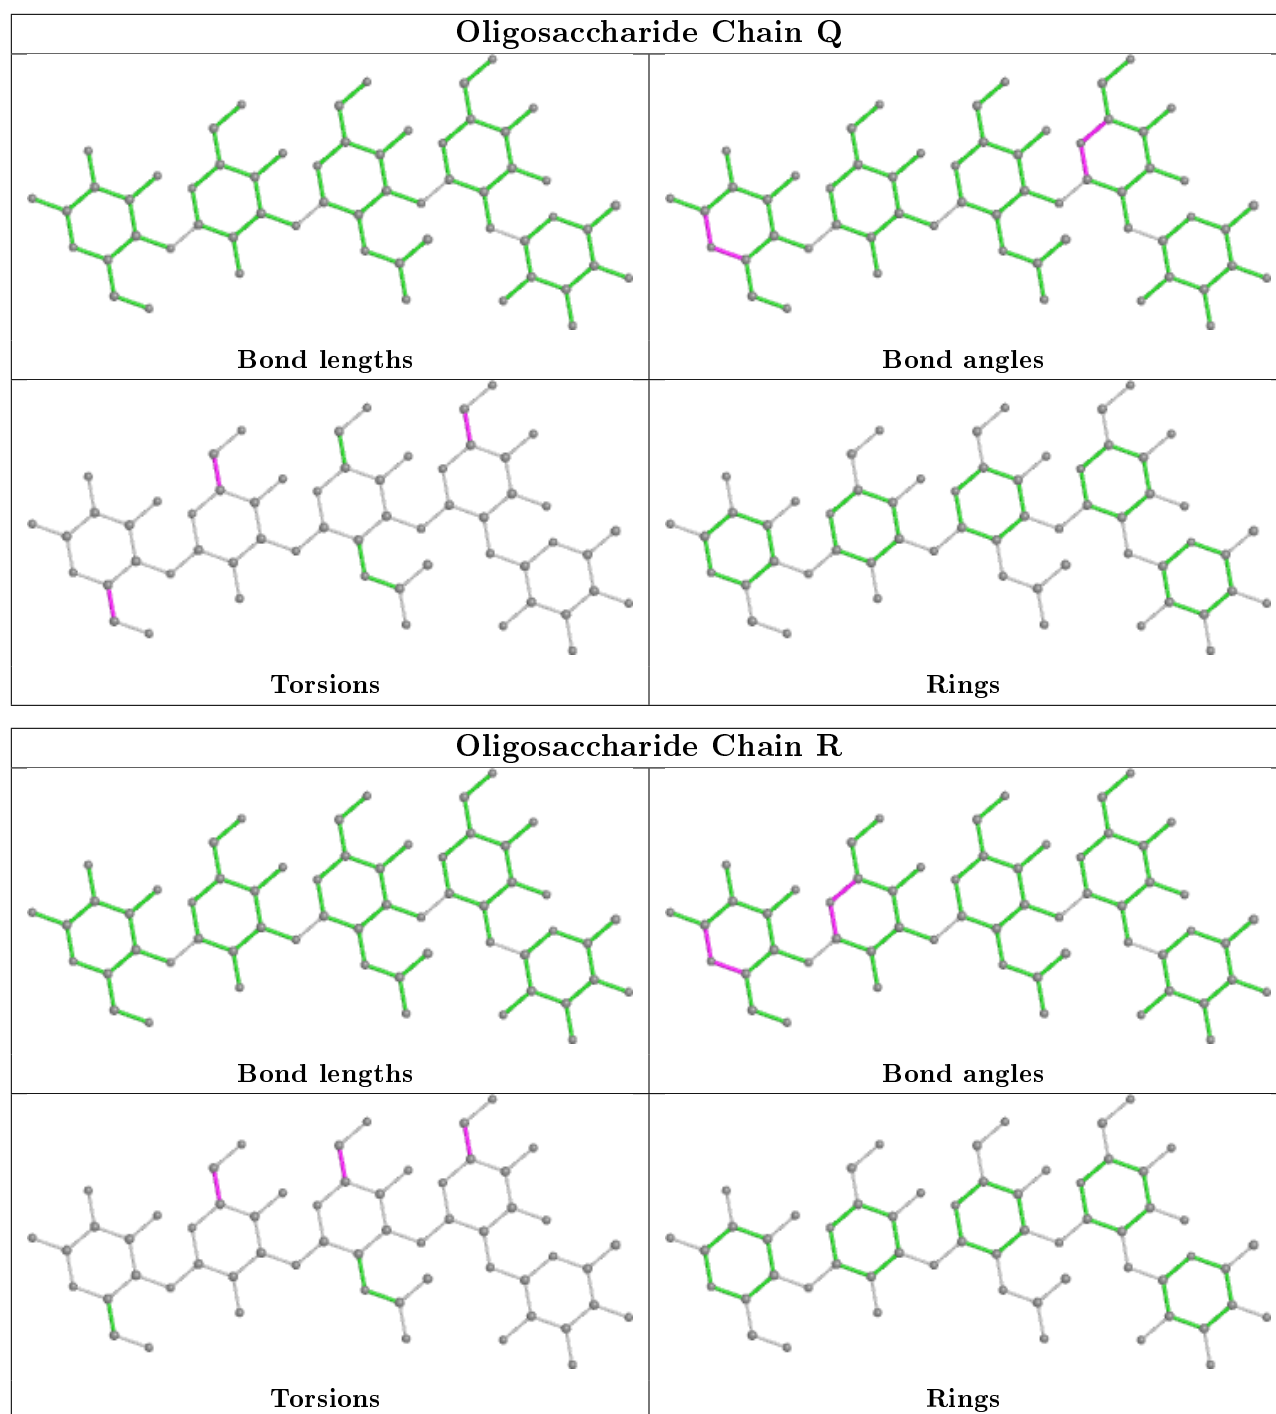 Oligosaccharide Chain Q
Bond lengths
Bond angles
Torsions
Rings
Oligosaccharide Chain R
Bond lengths
Bond angles
Torsions
Rings